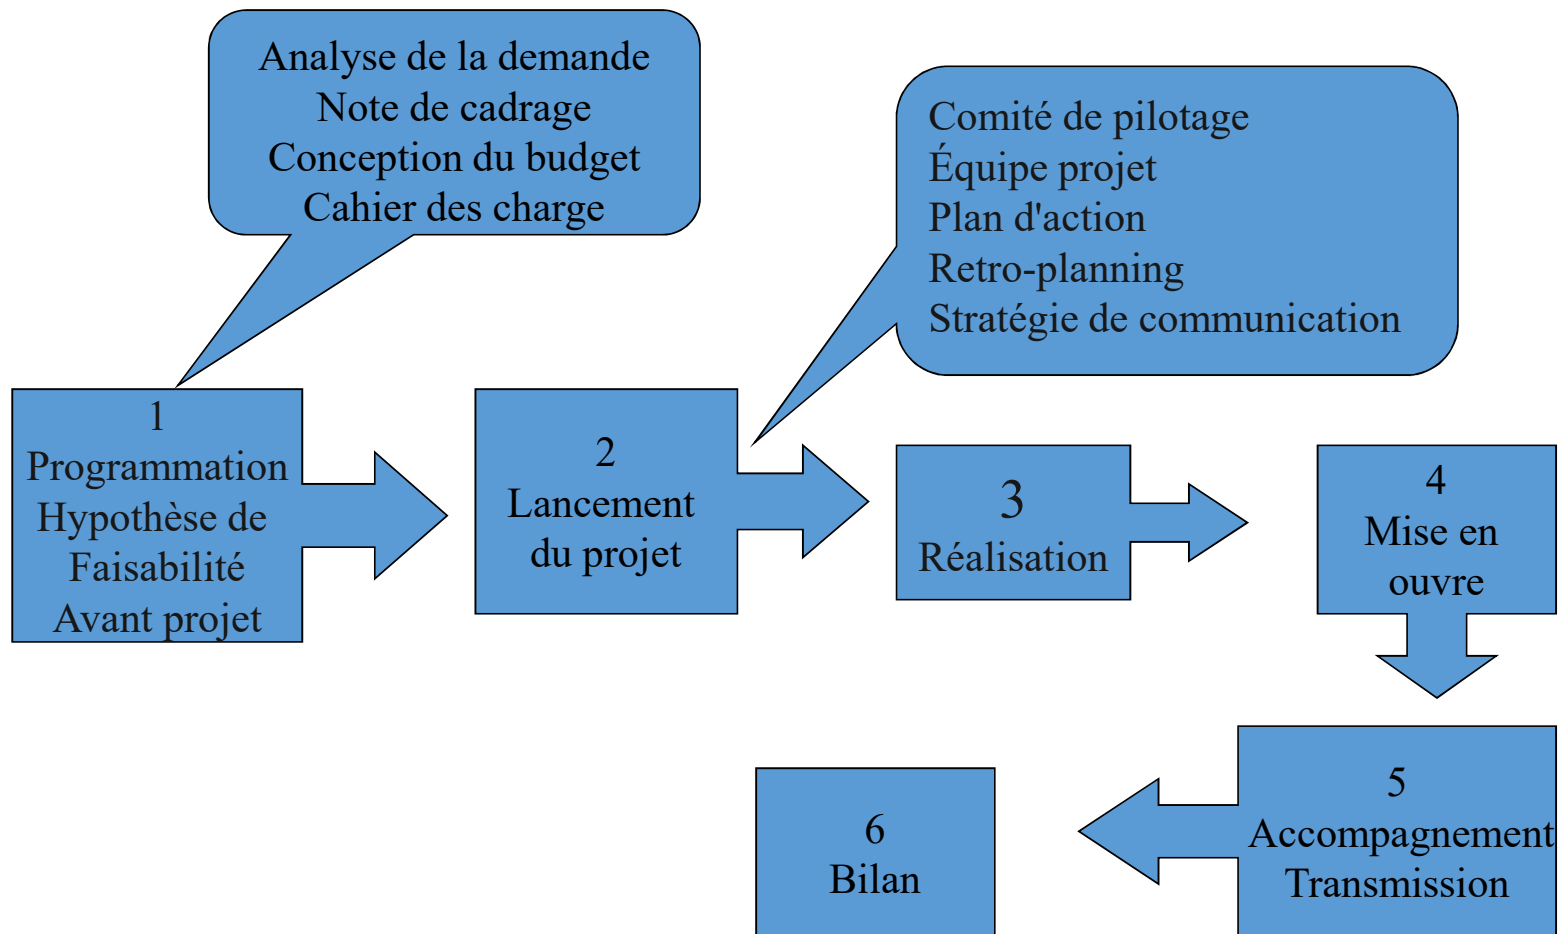 Analyse de la demande
Note de cadrage
Conception du budget
Cahier des charge
Comité de pilotage
Équipe projet
Plan d'action
Retro-planning
Stratégie de communication
1
Programmation
Hypothèse de
Faisabilité
Avant projet
2
Lancement
du projet
3
Réalisation
4
Mise en
ouvre
5
Accompagnement
Transmission
6
Bilan